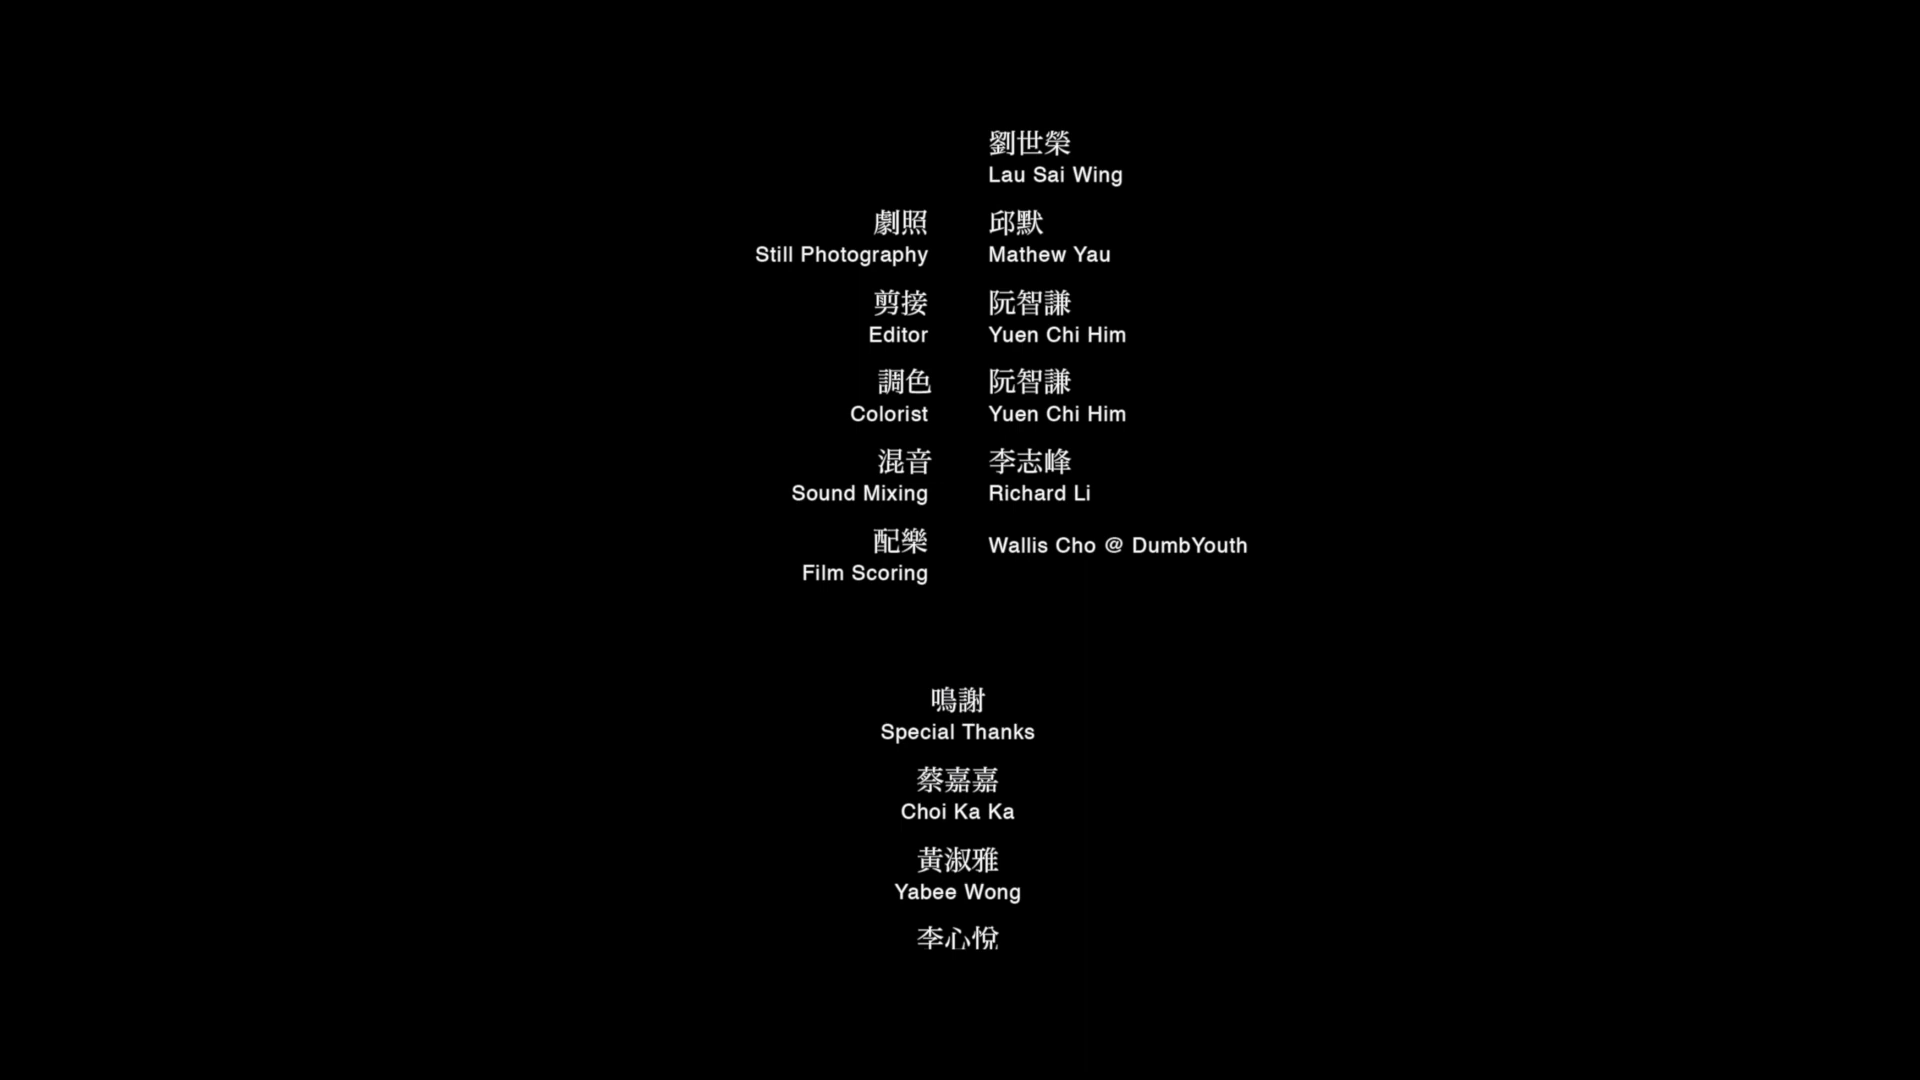 劉世榮
Lau Sai Wing
劇照 邱默
Still Photography Mathew Yau
剪接 阮智謙
Editor Yuen Chi Him
調色 阮智謙
Colorist Yuen Chi Him
混音 李志峰
Sound Mixing Richard Li
配樂 Wallis Cho @ DumbYouth
Film Scoring
鳴謝
Special Thanks
蔡嘉嘉
Choi Ka Ka
黃淑雅
Yabee Wong
李心悅